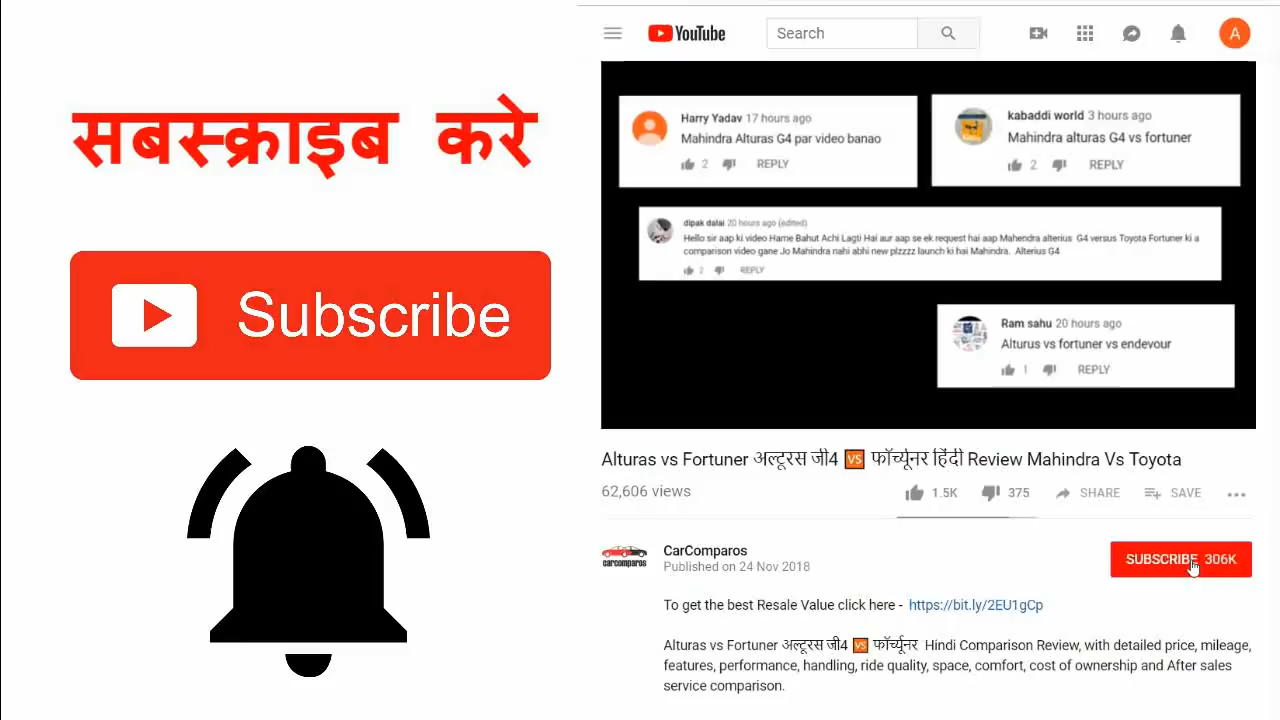 सबस्क्राइब करे
Subscribe
YouTube
Search
A
Harry Yadav 17 hours ago
Mahindra Alturas G4 par video banao
2 REPLY
kabaddi world 3 hours ago
Mahindra alturas G4 vs fortuner
2 REPLY
dipak dalai 20 hours ago (edited)
Hello sir aap ki video Hame Bahut Achi Lagti Hai aur aap se ek request hai aap Mahendra alterius G4 versus Toyota Fortuner ki a
comparison video gane Jo Mahindra nahi abhi new plzzzz launch ki hai Mahindra. Alterius G4
2 REPLY
Ram sahu 20 hours ago
Alturus vs fortuner vs endevour
1 REPLY
Alturas vs Fortuner अल्टूरस जी4 VS फॉर्च्यूनर हिंदी Review Mahindra Vs Toyota
62,606 views
1.5K 375 SHARE SAVE
carcomparos
CarComparos
Published on 24 Nov 2018
SUBSCRIBE 306K
To get the best Resale Value click here - https://bit.ly/2EU1gCp
Alturas vs Fortuner अल्टूरस जी4 VS फॉर्च्यूनर Hindi Comparison Review, with detailed price, mileage,
features, performance, handling, ride quality, space, comfort, cost of ownership and After sales
service comparison.